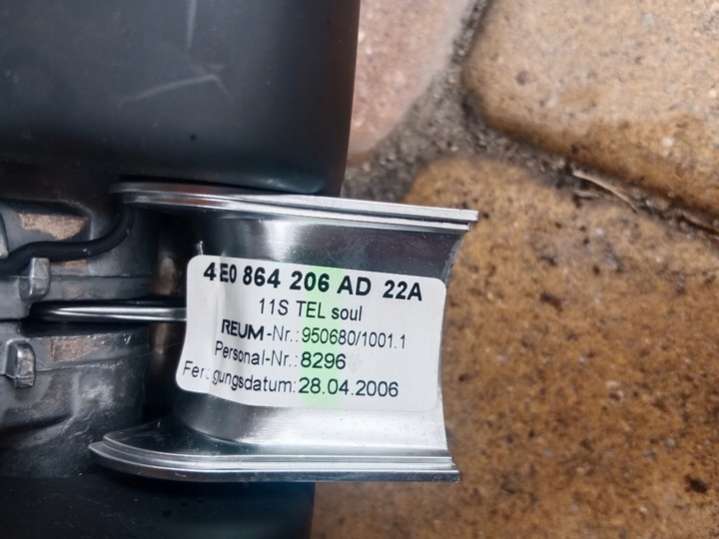 4E0 864 206 AD 22A
11S TEL soul
REUM-Nr.:950680/1001.1
Personal-Nr.:8296
Fertigungsdatum:28.04.2006